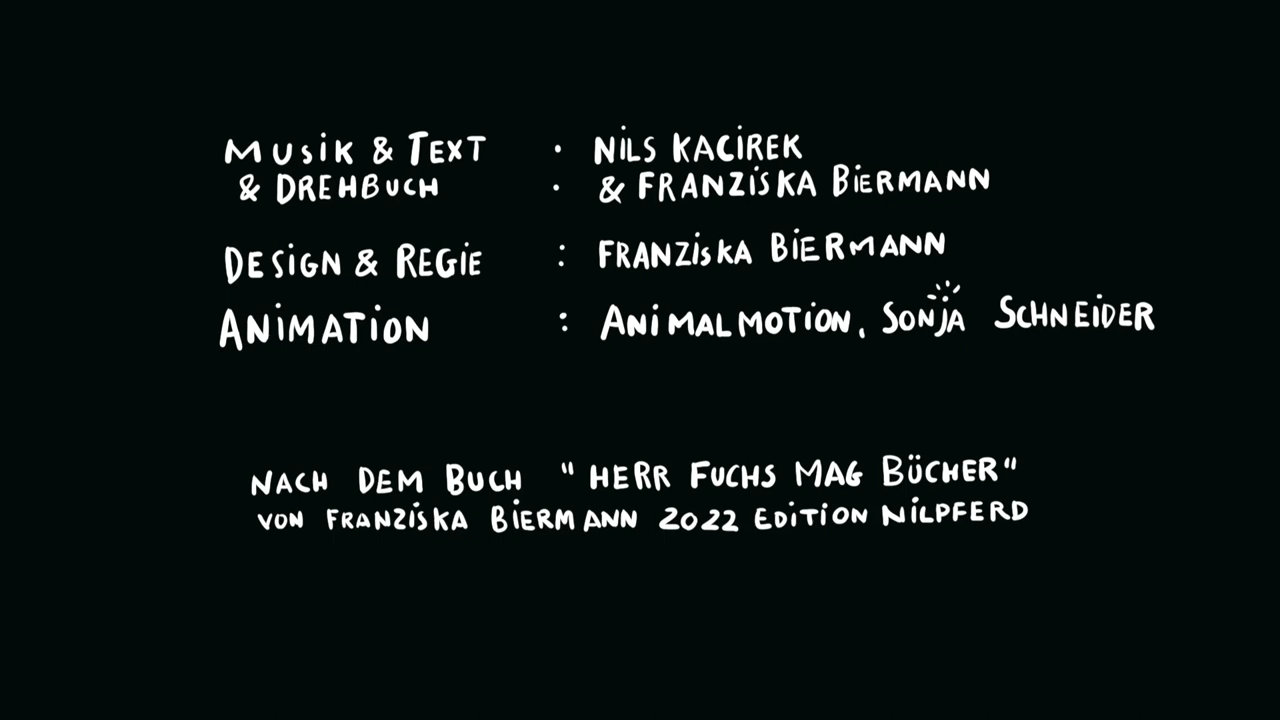 MUSIK & TEXT : NILS KACIREK
& DREHBUCH & FRANZISKA BIERMANN
DESIGN & REGIE : FRANZISKA BIERMANN
ANIMATION : ANIMALMOTION, SONJA SCHNEIDER
NACH DEM BUCH "HERR FUCHS MAG BÜCHER"
VON FRANZISKA BIERMANN 2022 EDITION NILPFERD